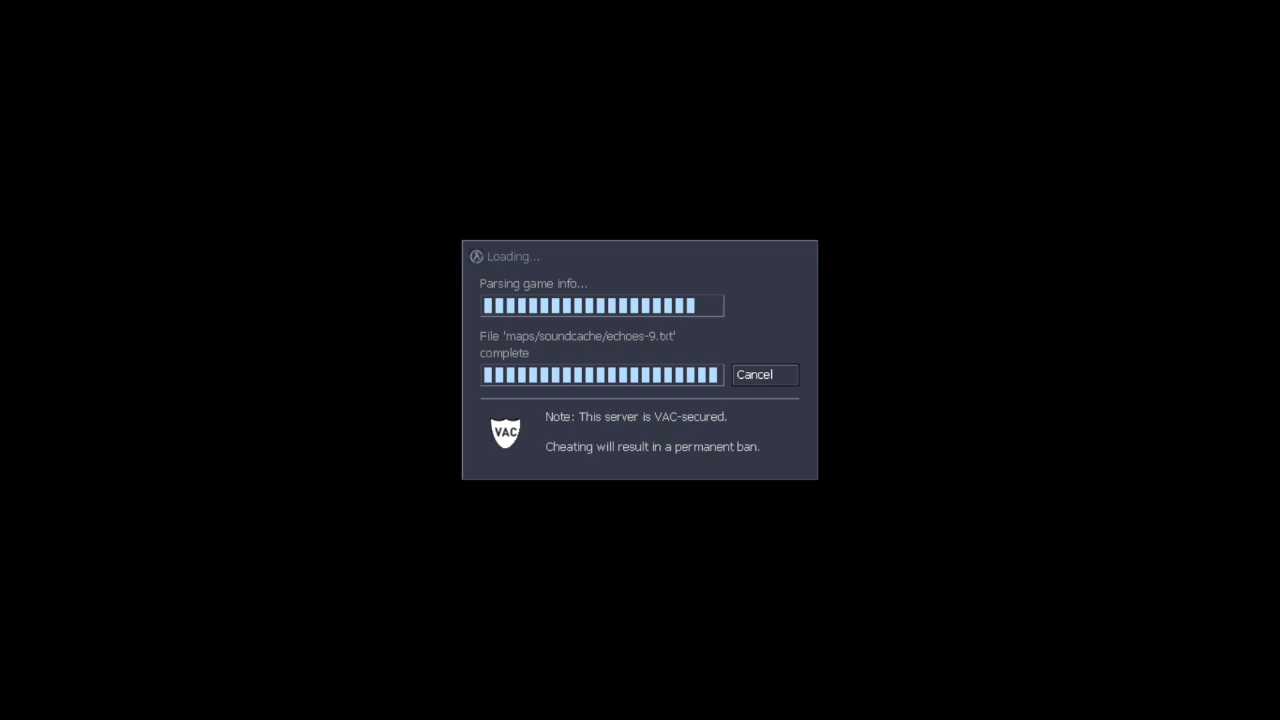 Loading...
Parsing game info...
File 'maps/soundcache/echoes-9.txt'
complete
Cancel
VAC
Note: This server is VAC-secured.
Cheating will result in a permanent ban.